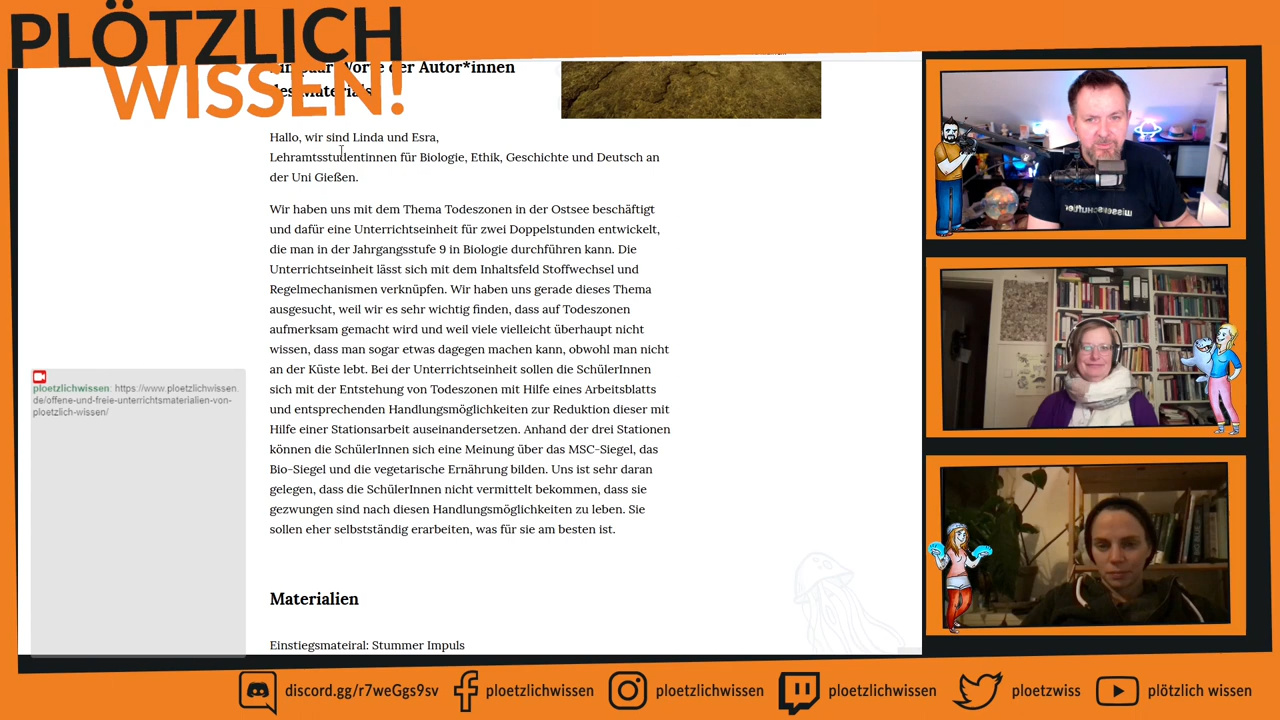 PLÖTZLICH
WISSEN!
Ein paar Worte der Autor*innen
des Materials
Hallo, wir sind Linda und Esra,
Lehramtsstudentinnen für Biologie, Ethik, Geschichte und Deutsch an
der Uni Gießen.
Wir haben uns mit dem Thema Todeszonen in der Ostsee beschäftigt
und dafür eine Unterrichtseinheit für zwei Doppelstunden entwickelt,
die man in der Jahrgangsstufe 9 in Biologie durchführen kann. Die
Unterrichtseinheit lässt sich mit dem Inhaltsfeld Stoffwechsel und
Regelmechanismen verknüpfen. Wir haben uns gerade dieses Thema
ausgesucht, weil wir es sehr wichtig finden, dass auf Todeszonen
aufmerksam gemacht wird und weil viele vielleicht überhaupt nicht
wissen, dass man sogar etwas dagegen machen kann, obwohl man nicht
an der Küste lebt. Bei der Unterrichtseinheit sollen die SchülerInnen
sich mit der Entstehung von Todeszonen mit Hilfe eines Arbeitsblatts
und entsprechenden Handlungsmöglichkeiten zur Reduktion dieser mit
Hilfe einer Stationsarbeit auseinandersetzen. Anhand der drei Stationen
können die SchülerInnen sich eine Meinung über das MSC-Siegel, das
Bio-Siegel und die vegetarische Ernährung bilden. Uns ist sehr daran
gelegen, dass die SchülerInnen nicht vermittelt bekommen, dass sie
gezwungen sind nach diesen Handlungsmöglichkeiten zu leben. Sie
sollen eher selbstständig erarbeiten, was für sie am besten ist.
Materialien
Einstiegsmateiral: Stummer Impuls
ploetzlichwissen: https://www.ploetzlichwissen.
de/offene-und-freie-unterrichtsmaterialien-von-
ploetzlich-wissen/
discord.gg/r7weGgs9sv
ploetzlichwissen
ploetzlichwissen
ploetzlichwissen
ploetzwiss
plötzlich wissen